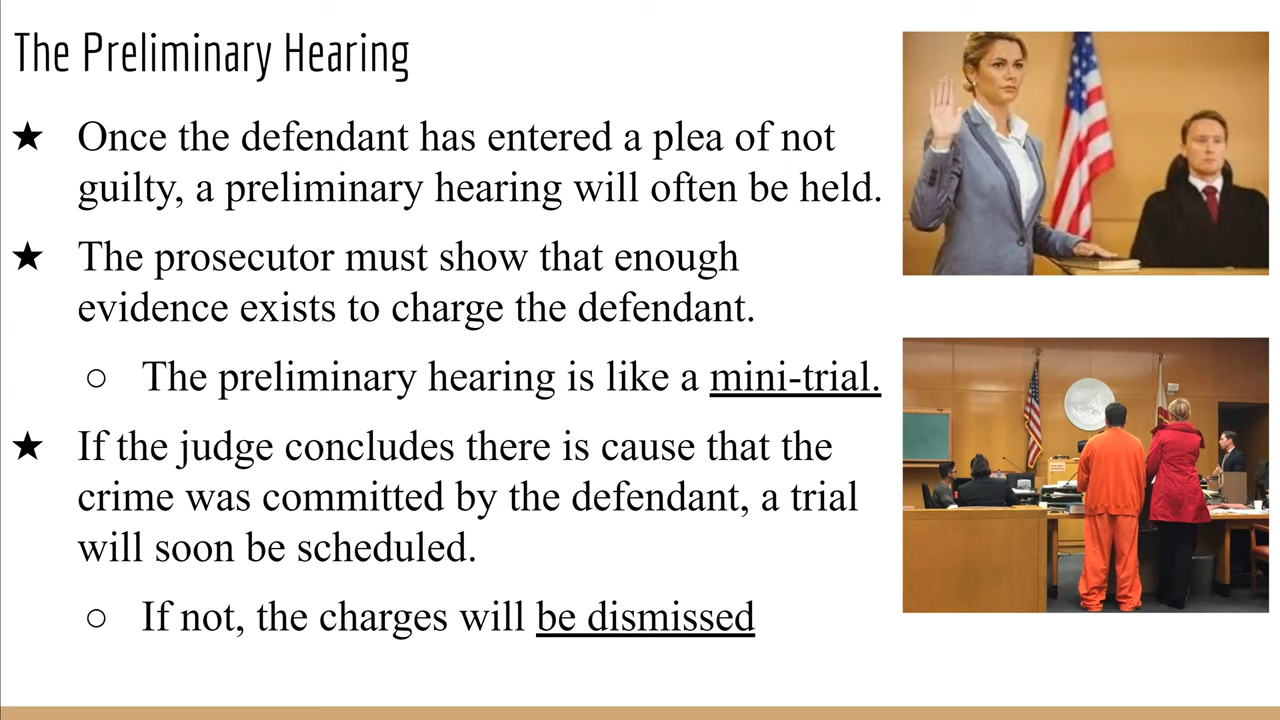 The Preliminary Hearing
★ Once the defendant has entered a plea of not
guilty, a preliminary hearing will often be held.
★ The prosecutor must show that enough
evidence exists to charge the defendant.
○ The preliminary hearing is like a mini-trial.
★ If the judge concludes there is cause that the
crime was committed by the defendant, a trial
will soon be scheduled.
○ If not, the charges will be dismissed